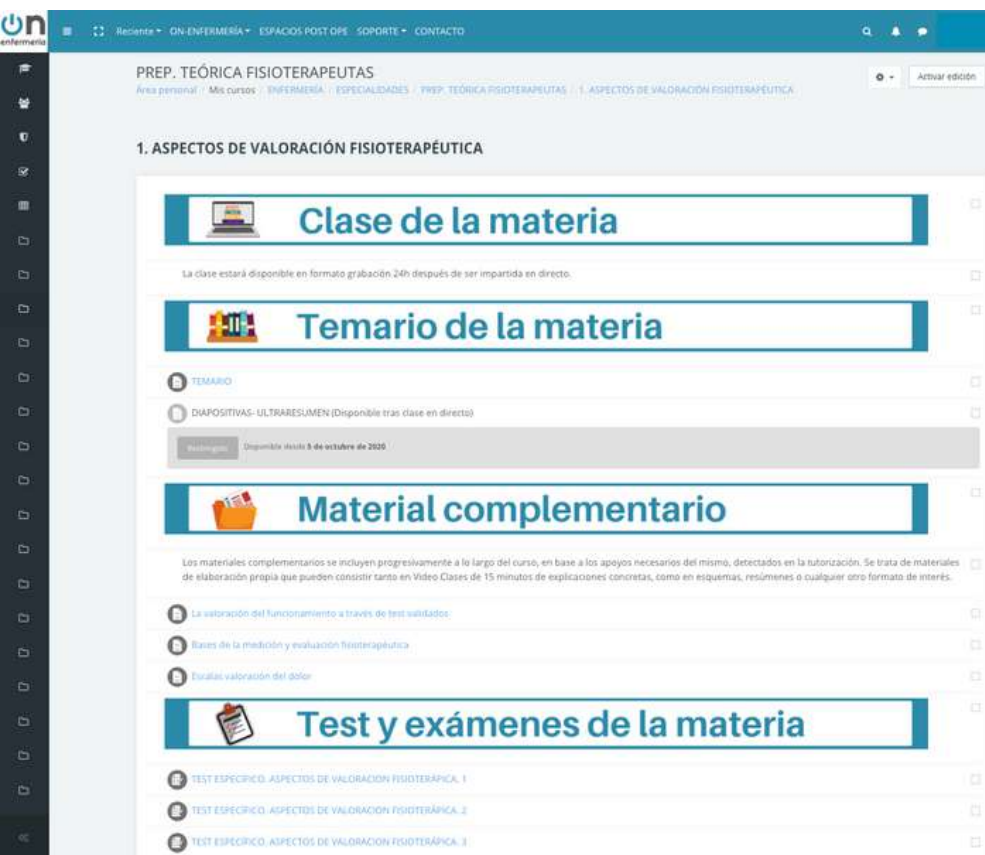 on
enfermería
Reciente ON-ENFERMERÍA ESPACIOS POST OPE SOPORTE CONTACTO
PREP. TEÓRICA FISIOTERAPEUTAS
Área personal / Mis cursos / ENFERMERÍA / ESPECIALIDADES / PREP. TEÓRICA FISIOTERAPEUTAS / 1. ASPECTOS DE VALORACIÓN FISIOTERAPÉUTICA
Activar edición
1. ASPECTOS DE VALORACIÓN FISIOTERAPÉUTICA
Clase de la materia
La clase estará disponible en formato grabación 24h después de ser impartida en directo.
Temario de la materia
TEMARIO
DIAPOSITIVAS- ULTRARESUMEN (Disponible tras clase en directo)
Restringido Disponible desde 5 de octubre de 2020
Material complementario
Los materiales complementarios se incluyen progresivamente a lo largo del curso, en base a los apoyos necesarios del mismo, detectados en la tutorización. Se trata de materiales
de elaboración propia que pueden consistir tanto en Video Clases de 15 minutos de explicaciones concretas, como en esquemas, resúmenes o cualquier otro formato de interés.
La valoración del funcionamiento a través de test validados
Bases de la medición y evaluación fisioterapéutica
Escalas valoración del dolor
Test y exámenes de la materia
TEST ESPECÍFICO. ASPECTOS DE VALORACION FISIOTERÁPICA. 1
TEST ESPECÍFICO. ASPECTOS DE VALORACION FISIOTERÁPICA. 2
TEST ESPECÍFICO. ASPECTOS DE VALORACION FISIOTERÁPICA. 3